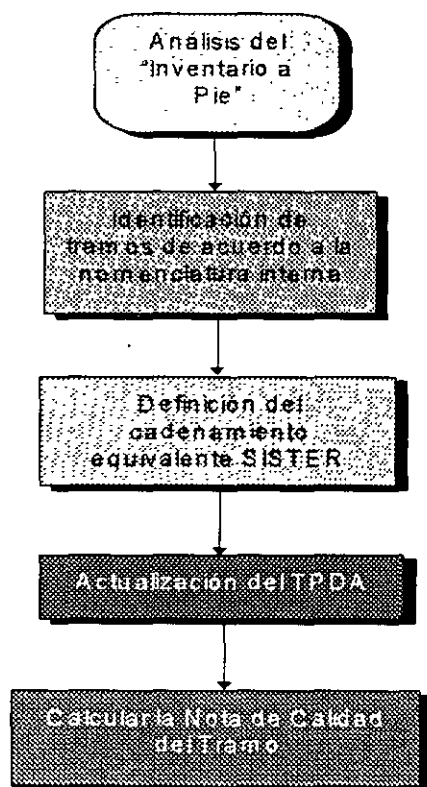 Análisis del
"Inventario a
Pie"
Identificación de
tramos de acuerdo a la
nomenclatura interna
Definición del
cadenamiento
equivalente SISTER
Actualización del TPDA
Calcular la Nota de Calidad
del Tramo